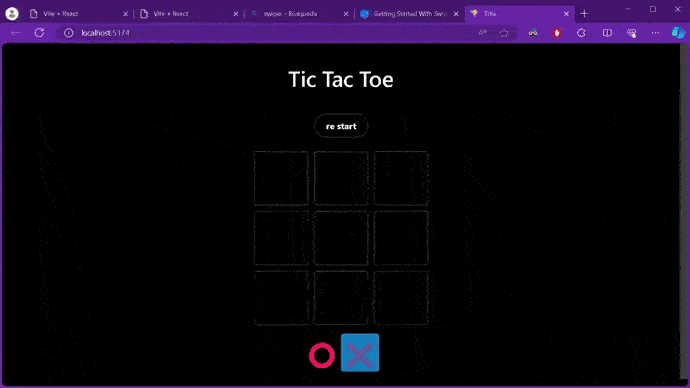 Vite + React
Vite + React
swiper - Búsqueda
Getting Started With Swi
Title
localhost:5174
Tic Tac Toe
re start